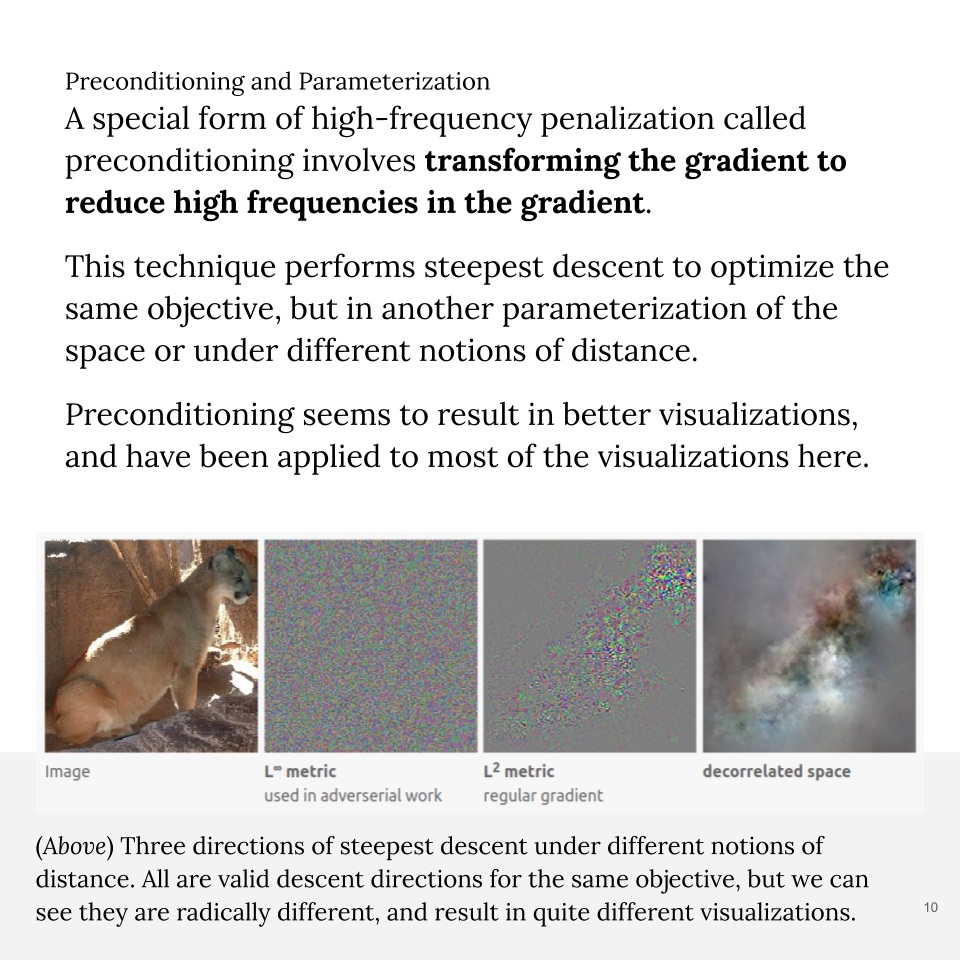 Preconditioning and Parameterization
A special form of high-frequency penalization called
preconditioning involves transforming the gradient to
reduce high frequencies in the gradient.
This technique performs steepest descent to optimize the
same objective, but in another parameterization of the
space or under different notions of distance.
Preconditioning seems to result in better visualizations,
and have been applied to most of the visualizations here.
Image
L∞ metric
used in adverserial work
L² metric
regular gradient
decorrelated space
(Above) Three directions of steepest descent under different notions of
distance. All are valid descent directions for the same objective, but we can
see they are radically different, and result in quite different visualizations.
10